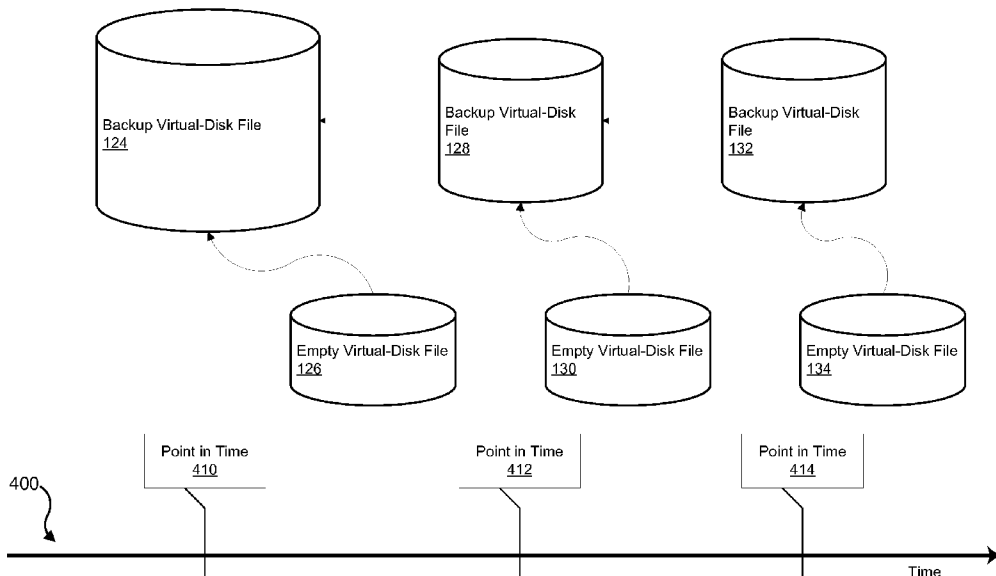 Backup Virtual-Disk File
124
Backup Virtual-Disk
File
128
Backup Virtual-Disk
File
132
Empty Virtual-Disk File
126
Empty Virtual-Disk File
130
Empty Virtual-Disk File
134
Point in Time
410
Point in Time
412
Point in Time
414
400
Time